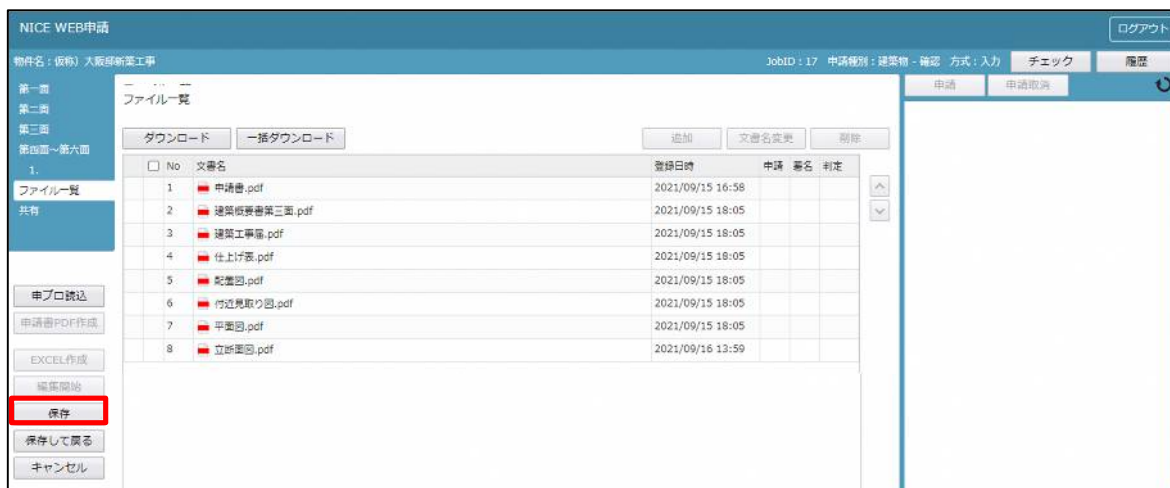 NICE WEB申請
ログアウト
物件名：仮称）大阪邸新築工事
JobID：17 申請種別：建築物 - 確認 方式：入力
チェック
履歴
第一面
第二面
第三面
第四面～第六面
1.
ファイル一覧
共有
申プロ読込
申請書PDF作成
EXCEL作成
編集開始
保存
保存して戻る
キャンセル
ファイル一覧
ダウンロード 一括ダウンロード 追加 文書名変更 削除
No 文書名 登録日時 申請 署名 判定
1 申請書.pdf 2021/09/15 16:58
2 建築概要書第三面.pdf 2021/09/15 18:05
3 建築工事届.pdf 2021/09/15 18:05
4 仕上げ表.pdf 2021/09/15 18:05
5 配置図.pdf 2021/09/15 18:05
6 付近見取り図.pdf 2021/09/15 18:05
7 平面図.pdf 2021/09/15 18:05
8 立断面図.pdf 2021/09/16 13:59
申請 申請取消